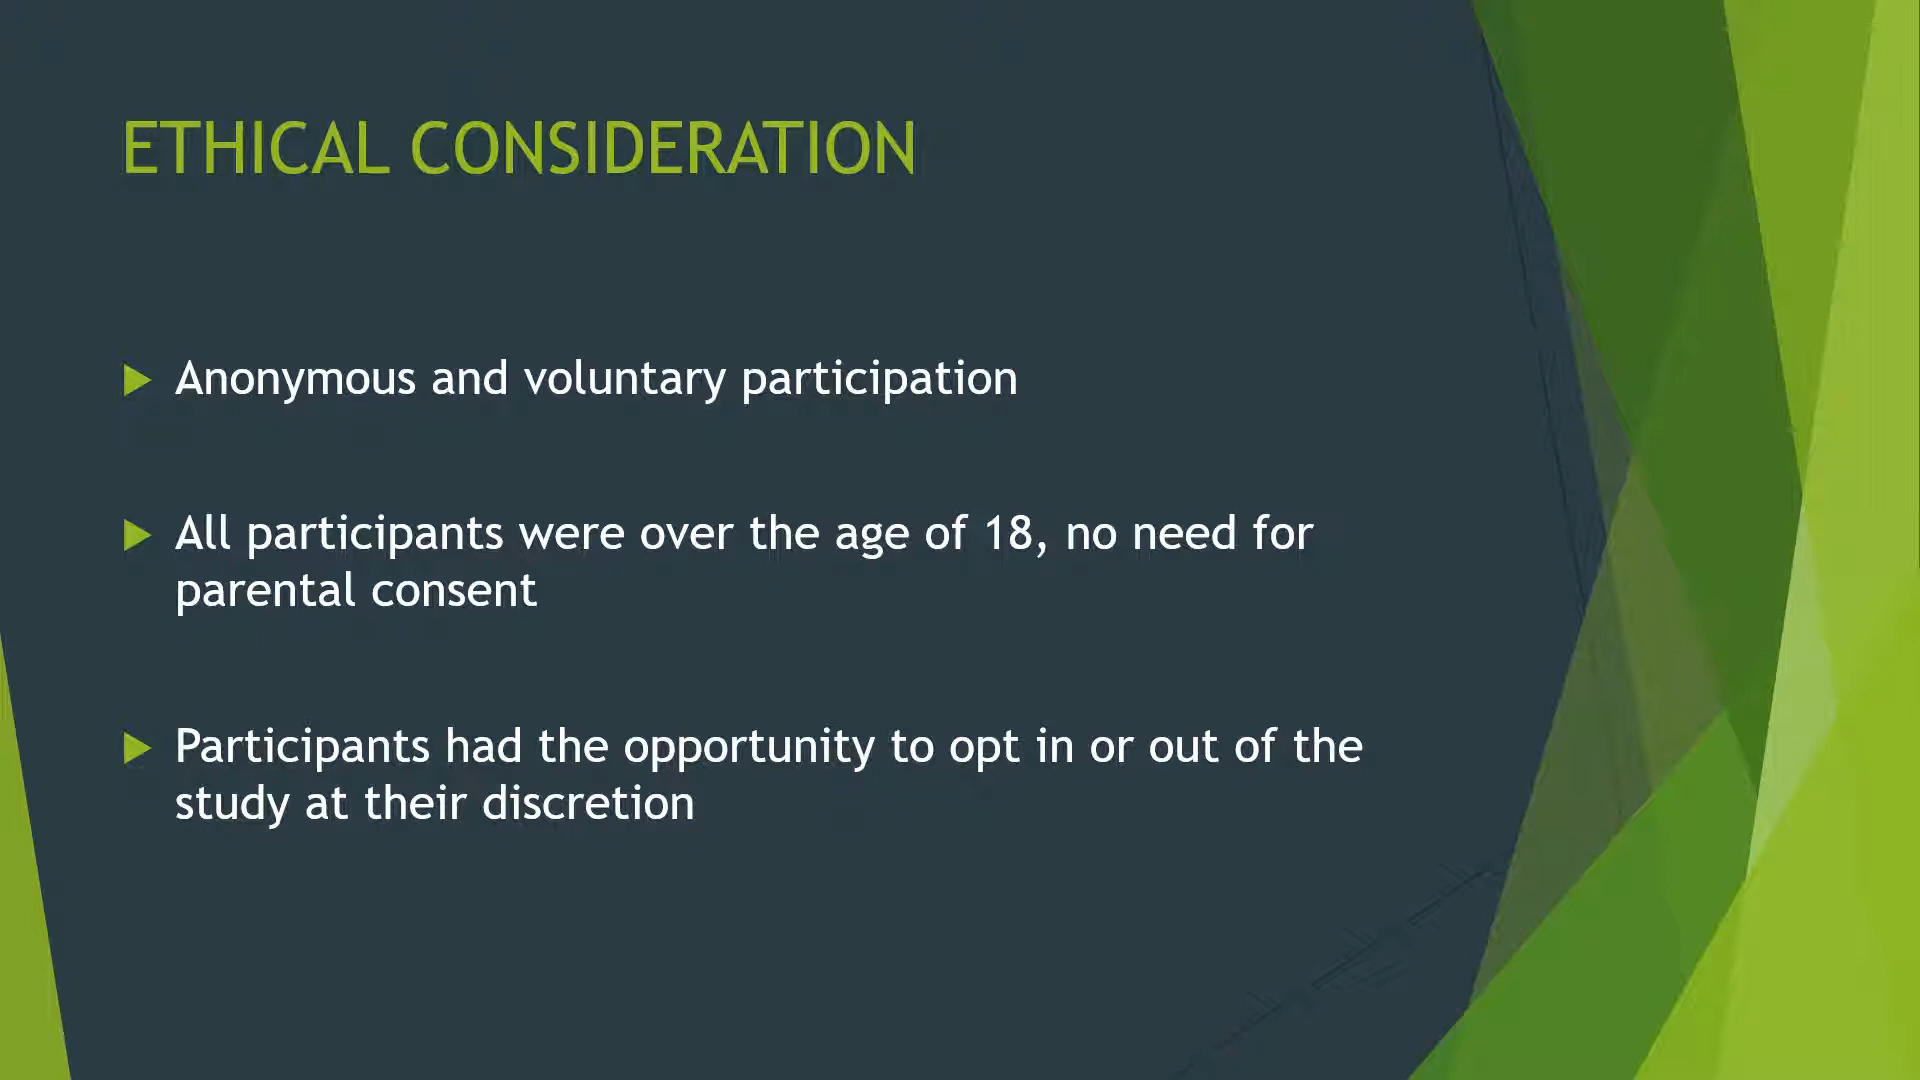 ETHICAL CONSIDERATION
Anonymous and voluntary participation
All participants were over the age of 18, no need for
parental consent
Participants had the opportunity to opt in or out of the
study at their discretion